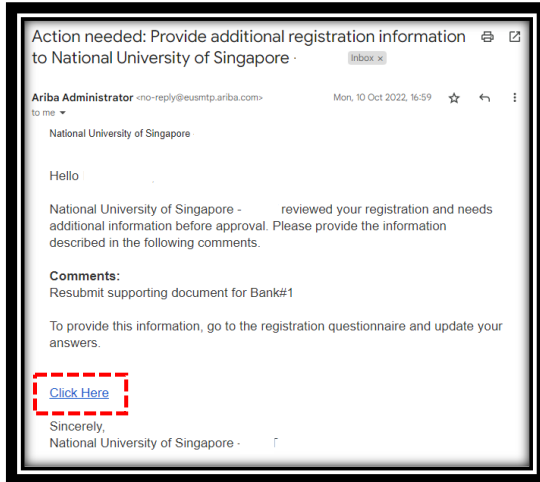 Action needed: Provide additional registration information
to National University of Singapore · Inbox ×
Ariba Administrator <no-reply@eusmtp.ariba.com> Mon, 10 Oct 2022, 16:59
to me
National University of Singapore
Hello
National University of Singapore - reviewed your registration and needs
additional information before approval. Please provide the information
described in the following comments.
Comments:
Resubmit supporting document for Bank#1
To provide this information, go to the registration questionnaire and update your
answers.
Click Here
Sincerely,
National University of Singapore -